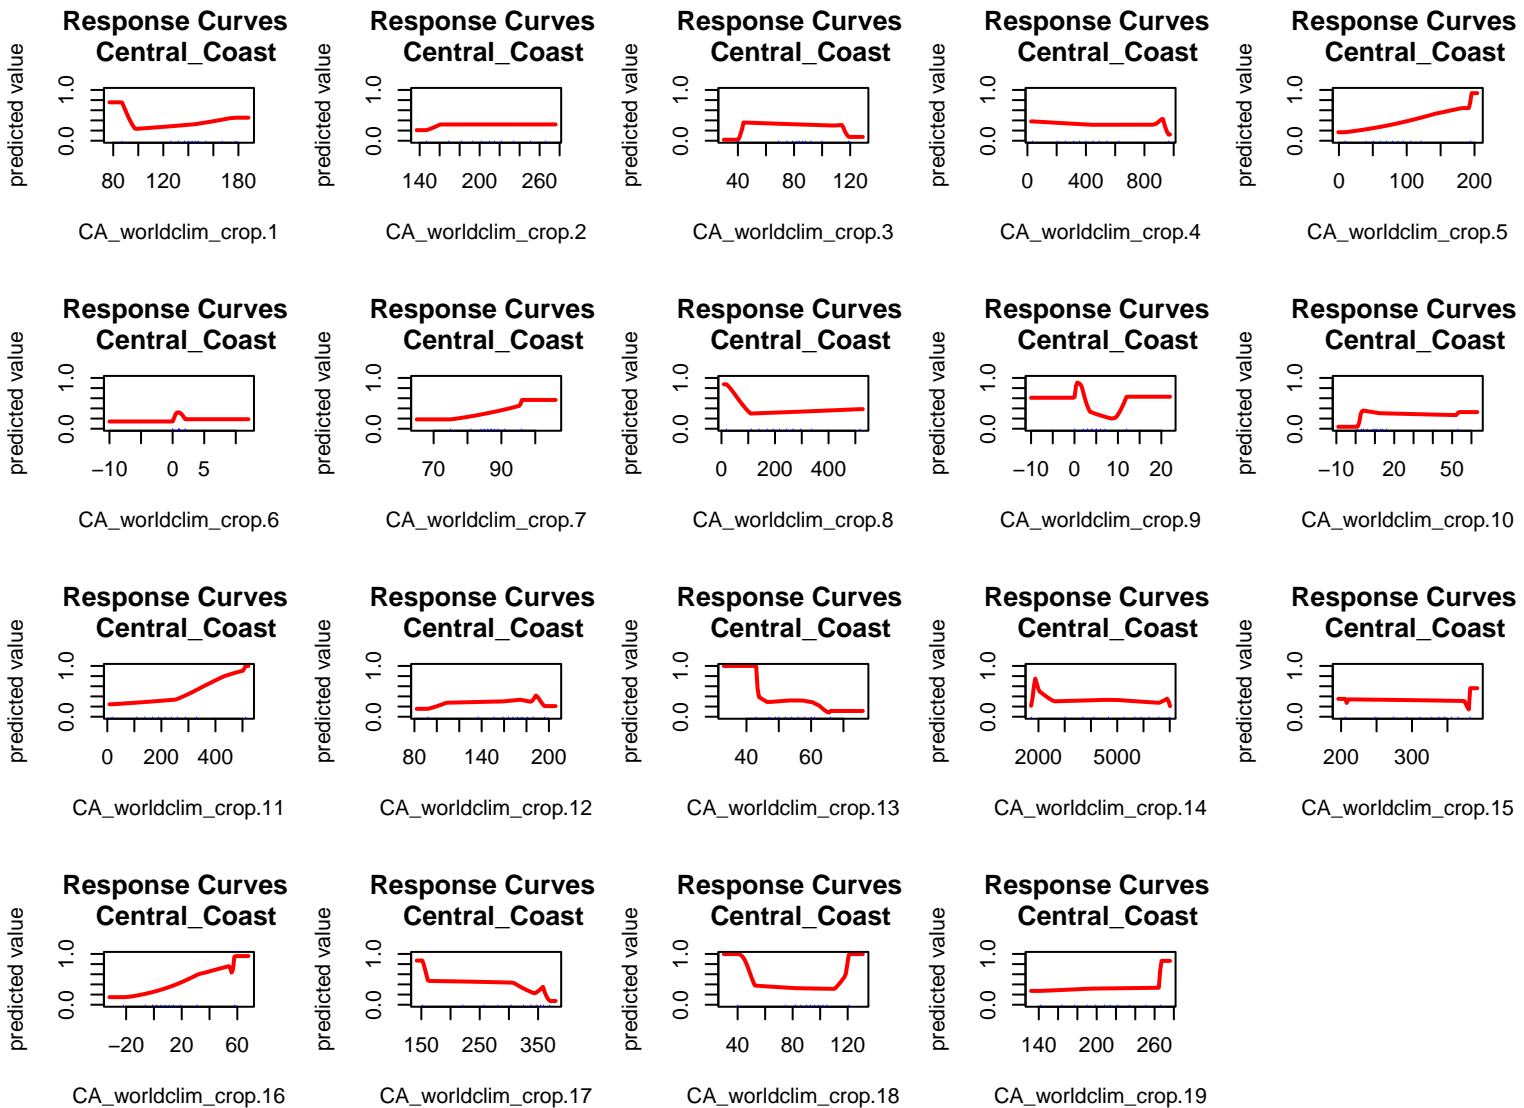 Response Curves
Central_Coast
predicted value
0.0 1.0
80 120 180
CA_worldclim_crop.1
Response Curves
Central_Coast
predicted value
0.0 1.0
140 200 260
CA_worldclim_crop.2
Response Curves
Central_Coast
predicted value
0.0 1.0
40 80 120
CA_worldclim_crop.3
Response Curves
Central_Coast
predicted value
0.0 1.0
0 400 800
CA_worldclim_crop.4
Response Curves
Central_Coast
predicted value
0.0 1.0
0 100 200
CA_worldclim_crop.5
Response Curves
Central_Coast
predicted value
0.0 1.0
−10 0 5
CA_worldclim_crop.6
Response Curves
Central_Coast
predicted value
0.0 1.0
70 90
CA_worldclim_crop.7
Response Curves
Central_Coast
predicted value
0.0 1.0
0 200 400
CA_worldclim_crop.8
Response Curves
Central_Coast
predicted value
0.0 1.0
−10 0 10 20
CA_worldclim_crop.9
Response Curves
Central_Coast
predicted value
0.0 1.0
−10 20 50
CA_worldclim_crop.10
Response Curves
Central_Coast
predicted value
0.0 1.0
0 200 400
CA_worldclim_crop.11
Response Curves
Central_Coast
predicted value
0.0 1.0
80 140 200
CA_worldclim_crop.12
Response Curves
Central_Coast
predicted value
0.0 1.0
40 60
CA_worldclim_crop.13
Response Curves
Central_Coast
predicted value
0.0 1.0
2000 5000
CA_worldclim_crop.14
Response Curves
Central_Coast
predicted value
0.0 1.0
200 300
CA_worldclim_crop.15
Response Curves
Central_Coast
predicted value
0.0 1.0
−20 20 60
CA_worldclim_crop.16
Response Curves
Central_Coast
predicted value
0.0 1.0
150 250 350
CA_worldclim_crop.17
Response Curves
Central_Coast
predicted value
0.0 1.0
40 80 120
CA_worldclim_crop.18
Response Curves
Central_Coast
predicted value
0.0 1.0
140 200 260
CA_worldclim_crop.19